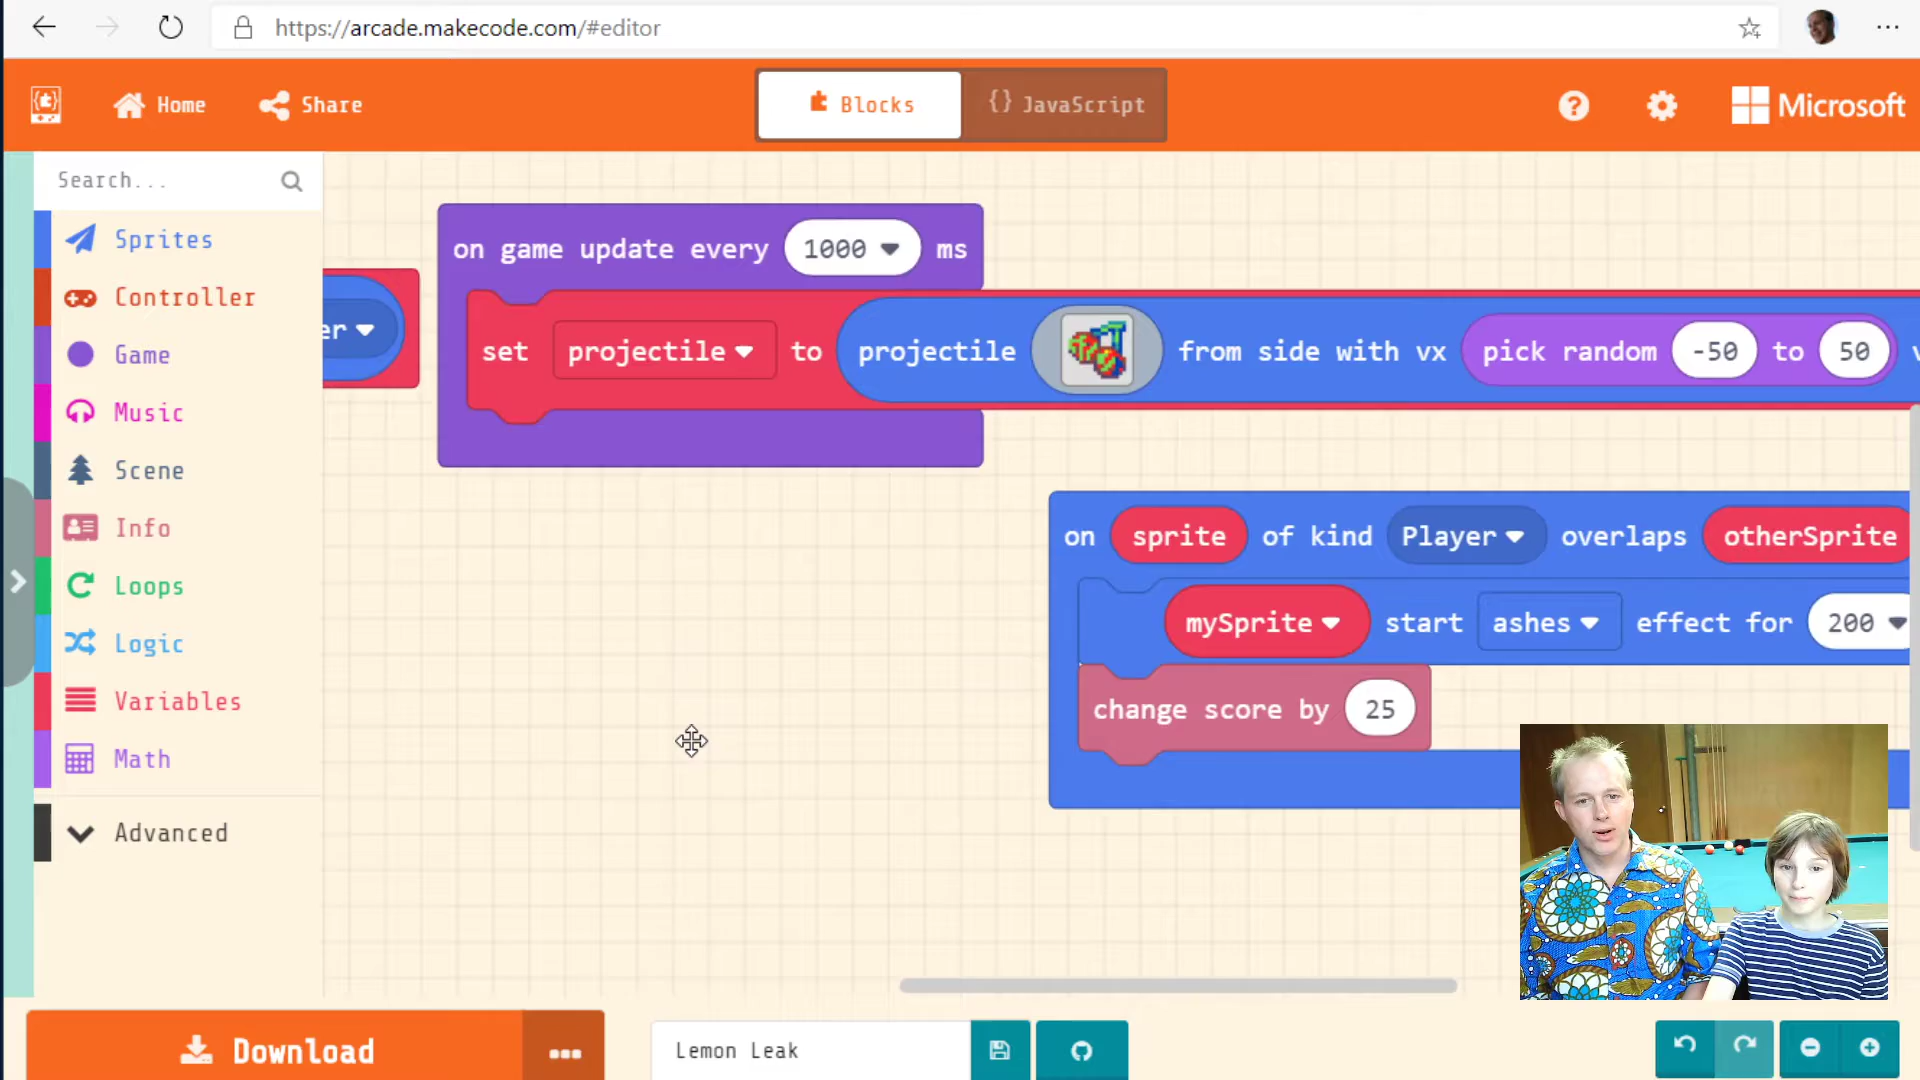 https://arcade.makecode.com/#editor
Home
Share
Blocks
{} JavaScript
Microsoft
Search...
Sprites
Controller
Game
Music
Scene
Info
Loops
Logic
Variables
Math
Advanced
er
on game update every 1000 ms
set projectile to projectile from side with vx pick random -50 to 50
on sprite of kind Player overlaps otherSprite
mySprite start ashes effect for 200
change score by 25
Download
Lemon Leak